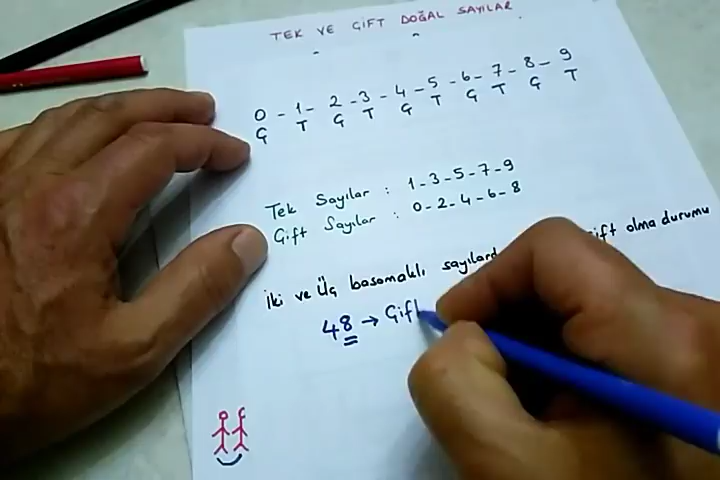 TEK VE ÇİFT DOĞAL SAYILAR
0 - 1 - 2 - 3 - 4 - 5 - 6 - 7 - 8 - 9
Ç T Ç T Ç T Ç T Ç T
Tek Sayılar : 1 - 3 - 5 - 7 - 9
Çift Sayılar : 0 - 2 - 4 - 6 - 8
İki ve Üç basamaklı olma durumu
48 → Çift